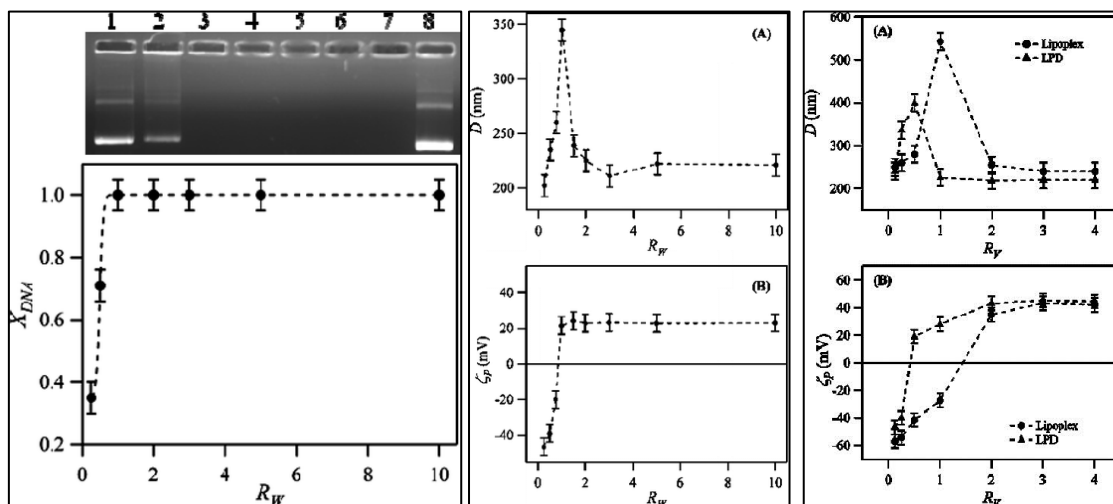 1 2 3 4 5 6 7 8
X_DNA
1.0
0.8
0.6
0.4
0.2
0 2 4 6 8 10
R_W
(A)
D (nm)
350
300
250
200
0 2 4 6 8 10
R_W
(B)
ζ_p (mV)
40
20
0
-20
-40
0 2 4 6 8 10
R_W
(A)
Lipoplex
LPD
D (nm)
600
500
400
300
200
0 1 2 3 4
R_V
(B)
ζ_p (mV)
60
40
20
0
-20
-40
-60
Lipoplex
LPD
0 1 2 3 4
R_V